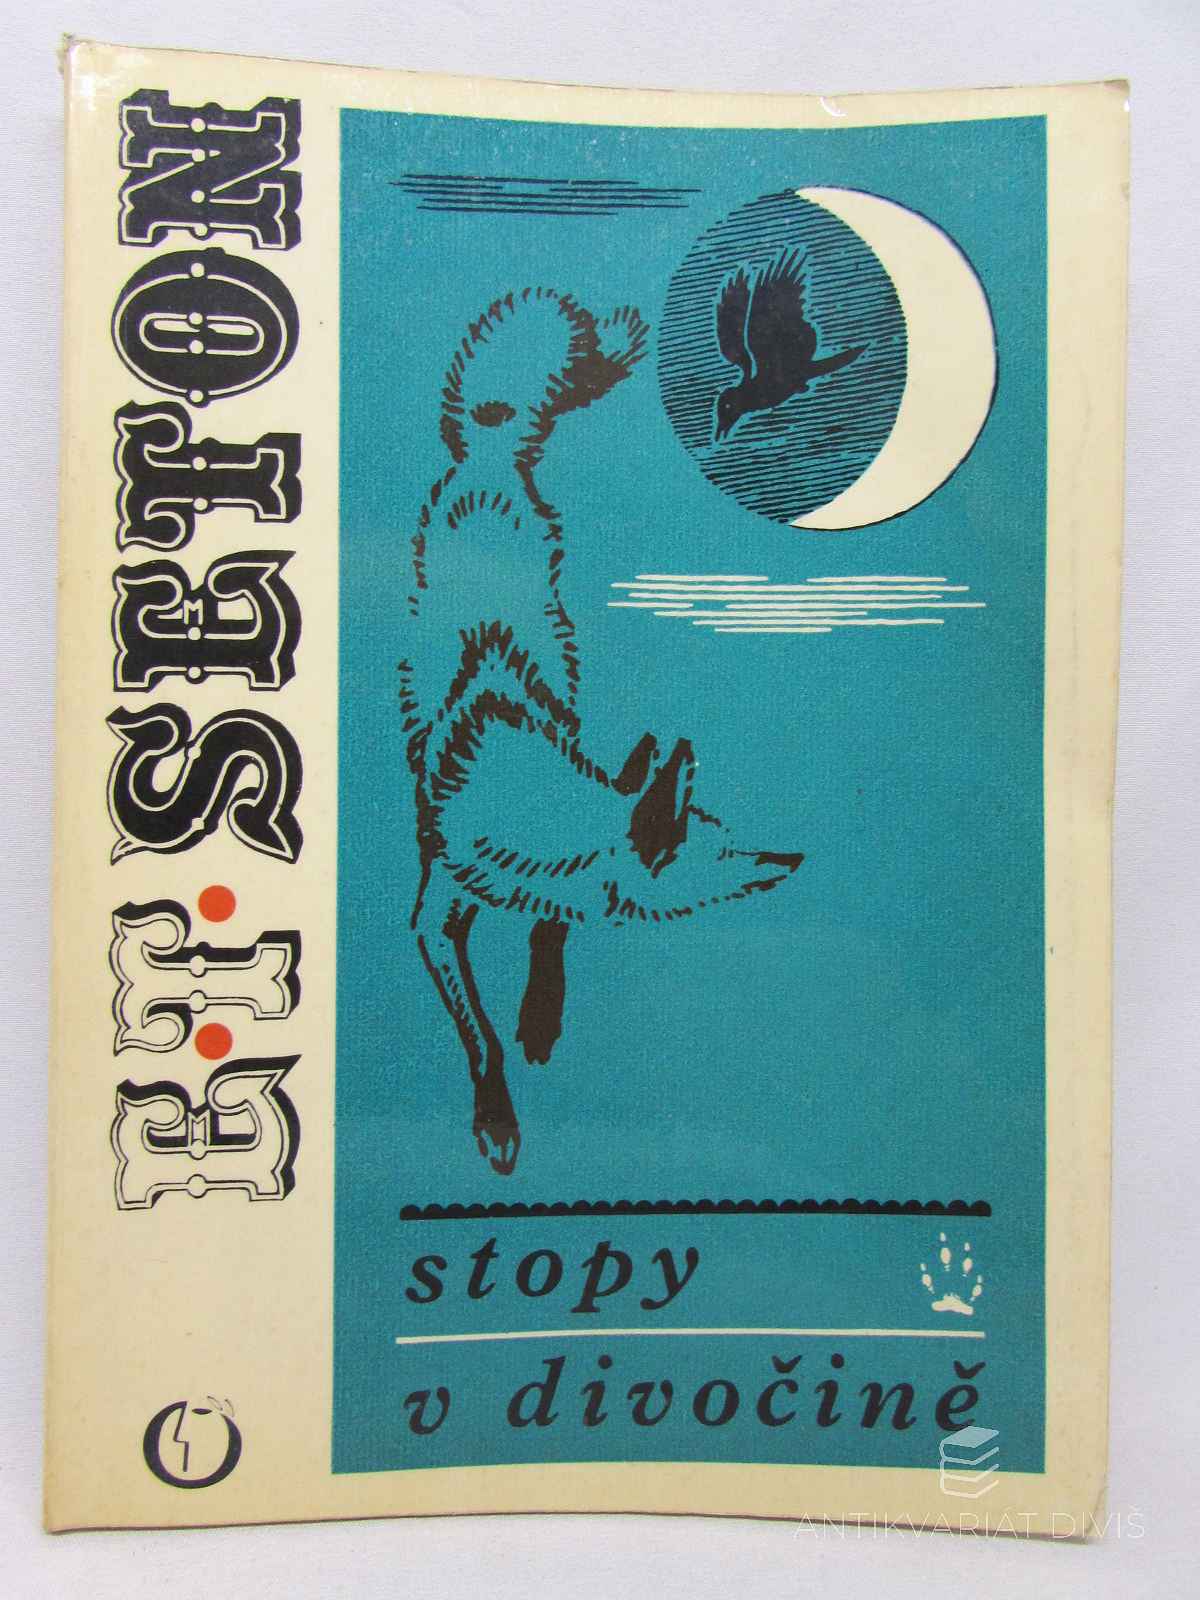 E.T. SETON
stopy
v divočině
ANTIKVARIÁT DIVIŠ